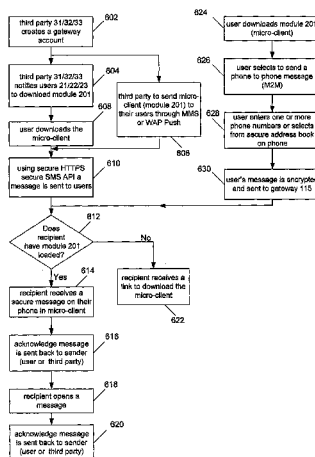 third party 31/32/33
creates a gateway
account
602
third party 31/32/33
notifies users 21/22/23
to download module 201
604
user downloads the
micro-client
608
third party to send micro-
client (module 201) to
their users through MMS
or WAP Push
606
using secure HTTPS
secure SMS API a
message is sent to users
610
624
user downloads module 201
(micro-client)
626
user selects to send a
phone to phone message
(M2M)
628
user enters one or more
phone numbers or selects
from secure address book
on phone
630
user's message is encrypted
and sent to gateway 115
612
Does
recipient
have module 201
loaded?
No
Yes
614
recipient receives a
secure message on their
phone in micro-client
recipient receives a
link to download the
micro-client
622
acknowledge message
is sent back to sender
(user or third party)
616
recipient opens a
message
618
acknowledge message
is sent back to sender
(user or third party)
620